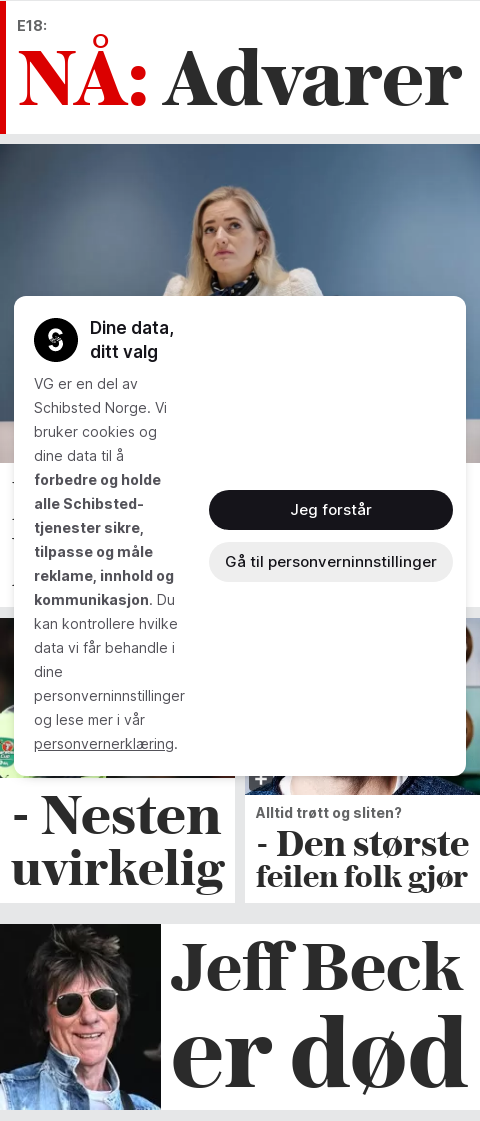 E18:
NÅ: Advarer
Dine data,
ditt valg
VG er en del av
Schibsted Norge. Vi
bruker cookies og
dine data til å
forbedre og holde
alle Schibsted-
tjenester sikre,
tilpasse og måle
reklame, innhold og
kommunikasjon. Du
kan kontrollere hvilke
data vi får behandle i
dine
personverninnstillinger
og lese mer i vår
personvernerklæring.
Jeg forstår
Gå til personverninnstillinger
- Nesten
uvirkelig
Alltid trøtt og sliten?
- Den største
feilen folk gjør
Jeff Beck
er død